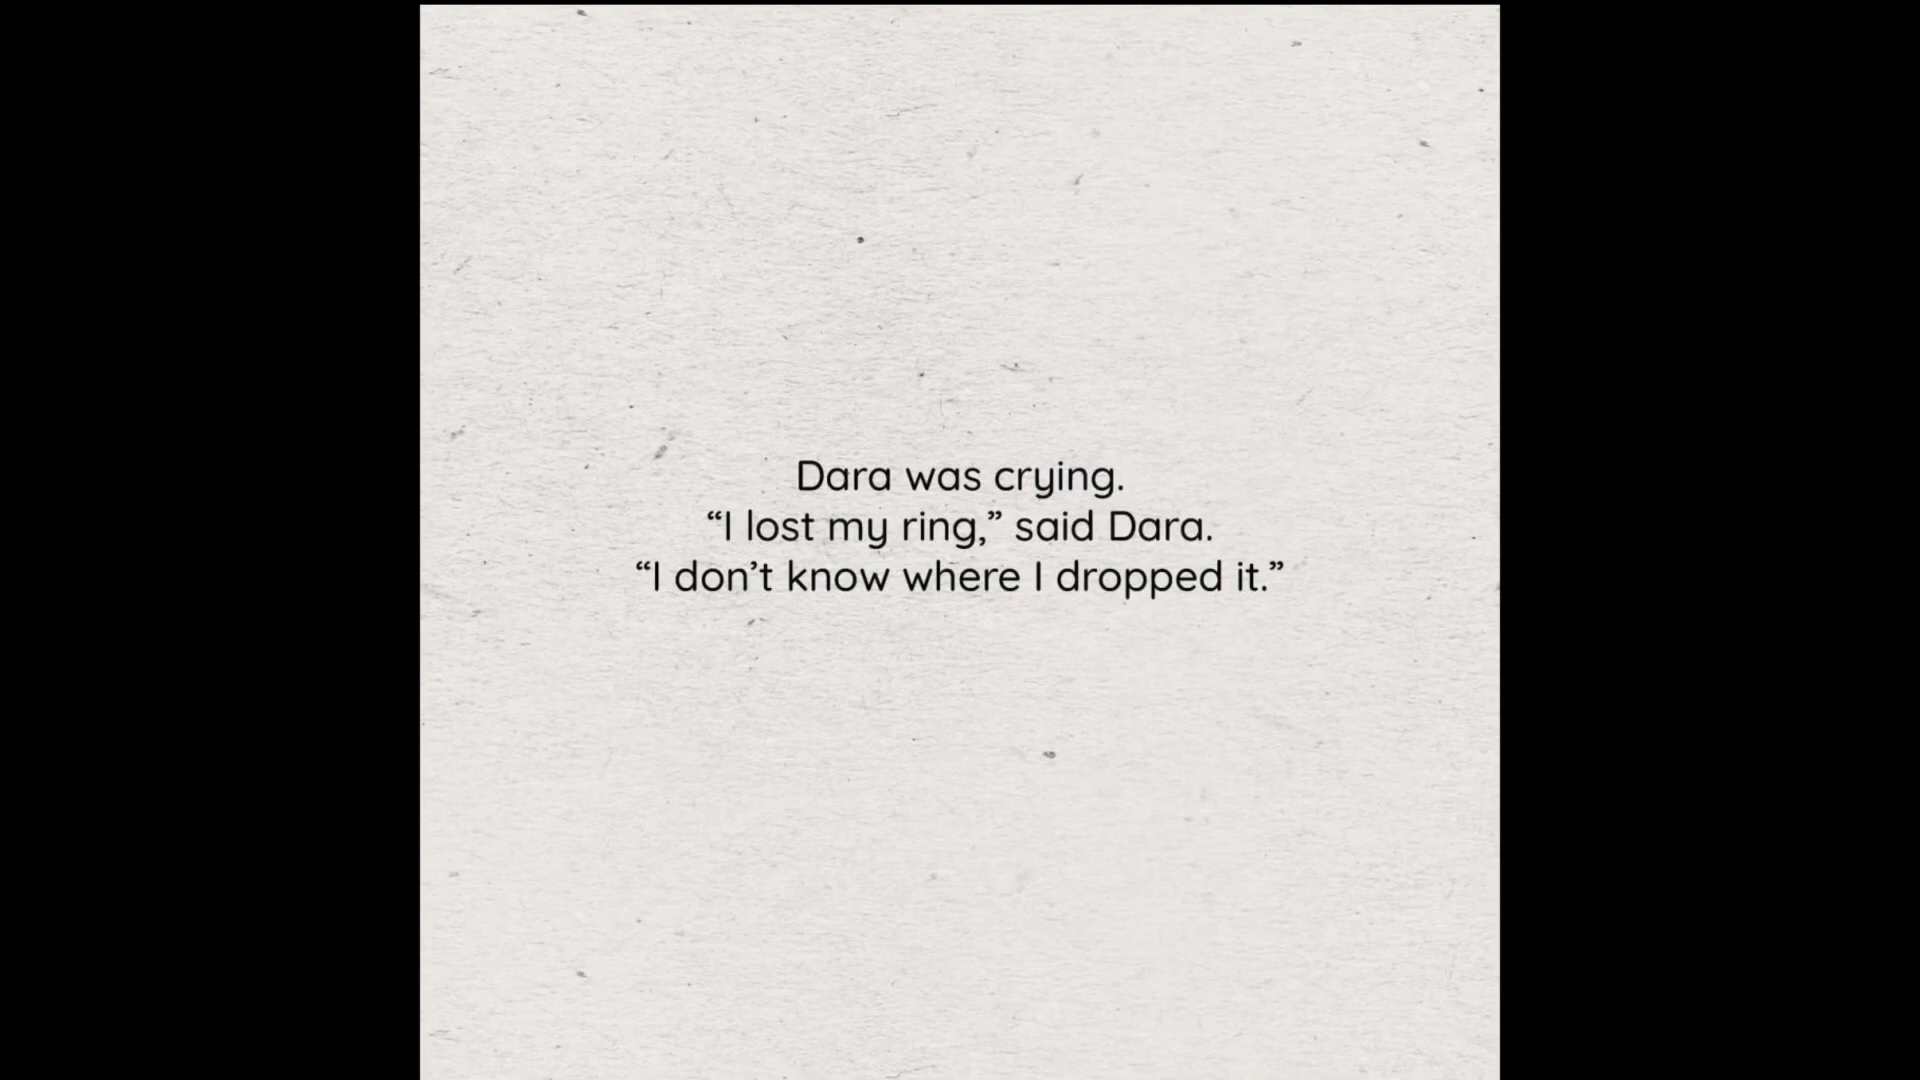 Dara was crying.
“I lost my ring,” said Dara.
“I don’t know where I dropped it.”